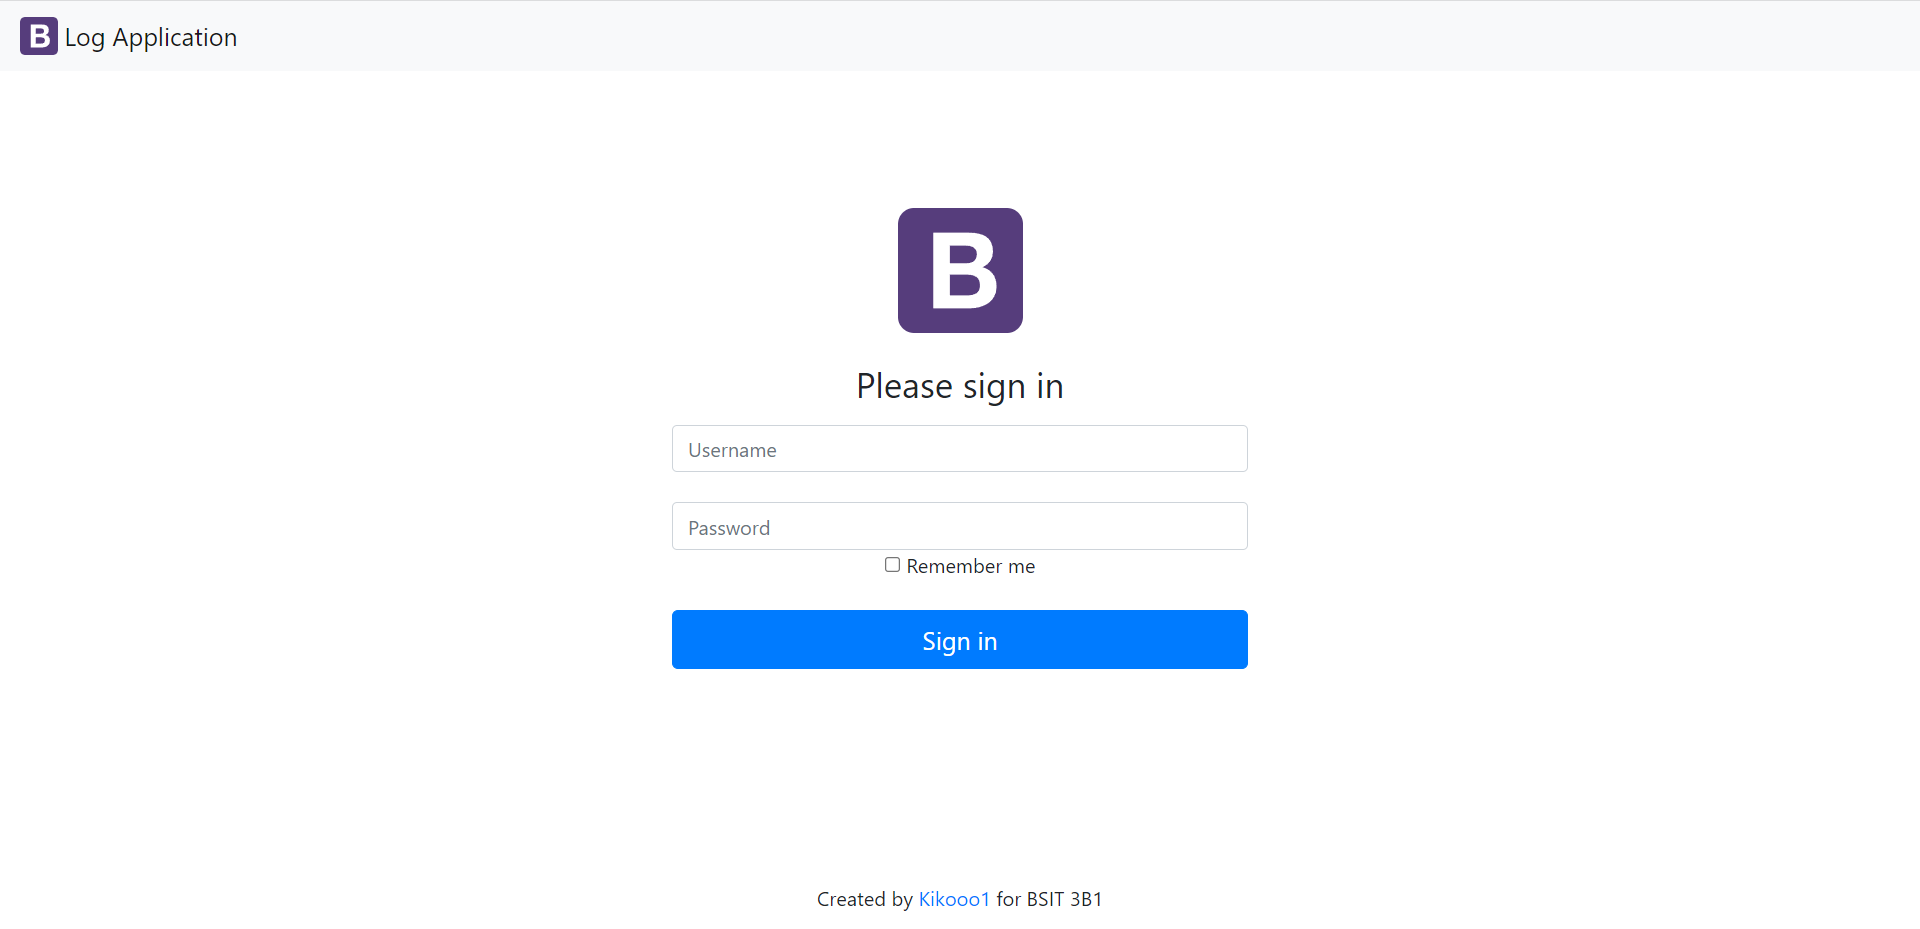 B Log Application
B
Please sign in
Username
Password
Remember me
Sign in
Created by Kikooo1 for BSIT 3B1